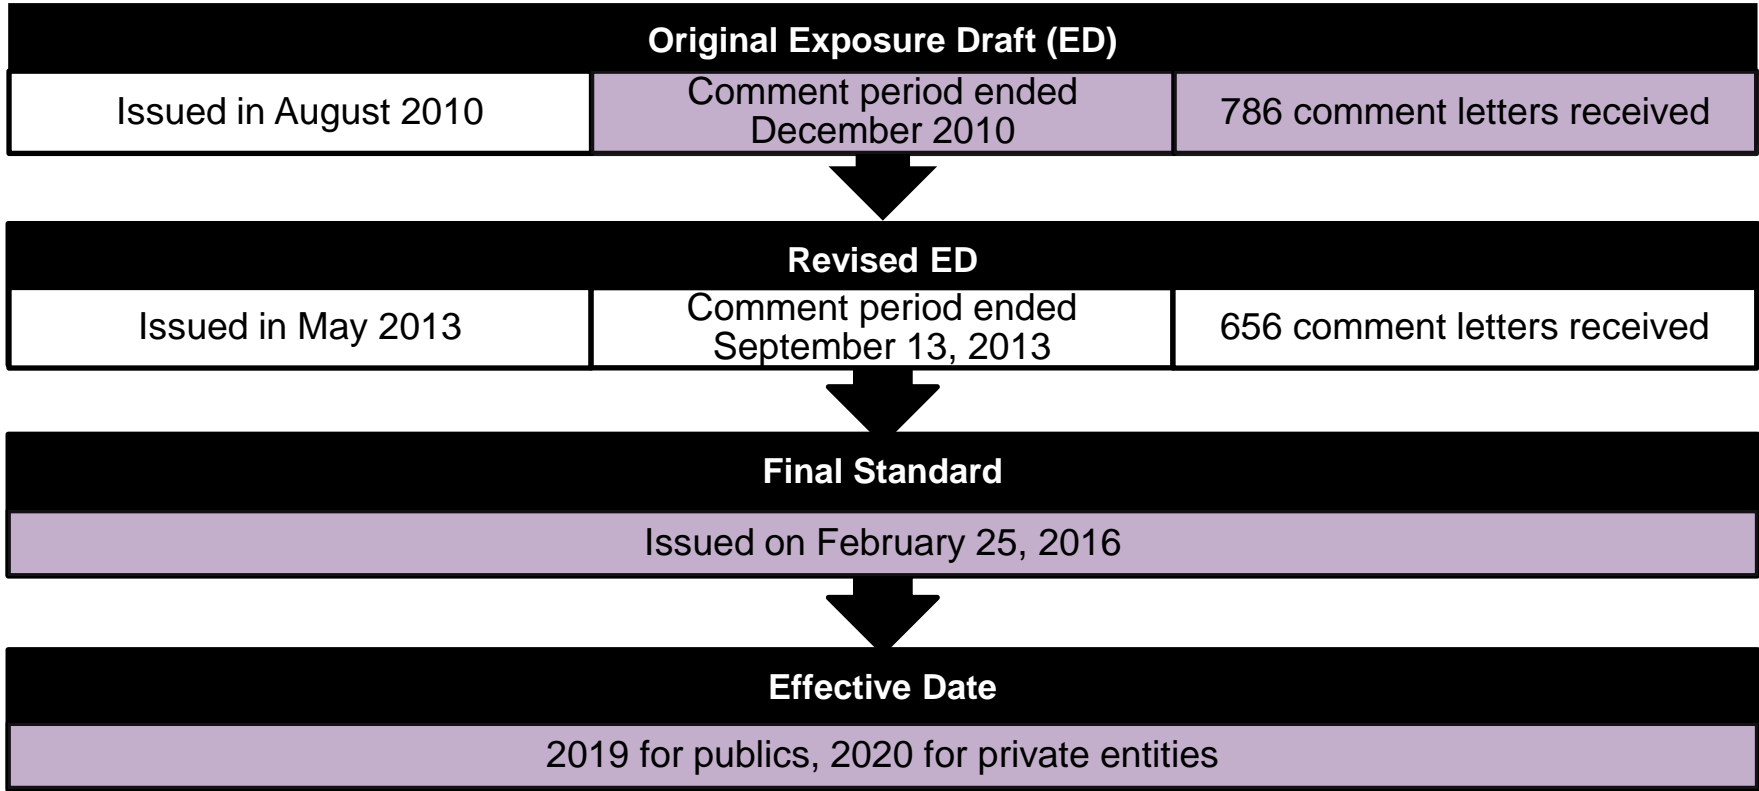 Original Exposure Draft (ED)
Issued in August 2010
Comment period ended
December 2010
786 comment letters received
Revised ED
Issued in May 2013
Comment period ended
September 13, 2013
656 comment letters received
Final Standard
Issued on February 25, 2016
Effective Date
2019 for publics, 2020 for private entities